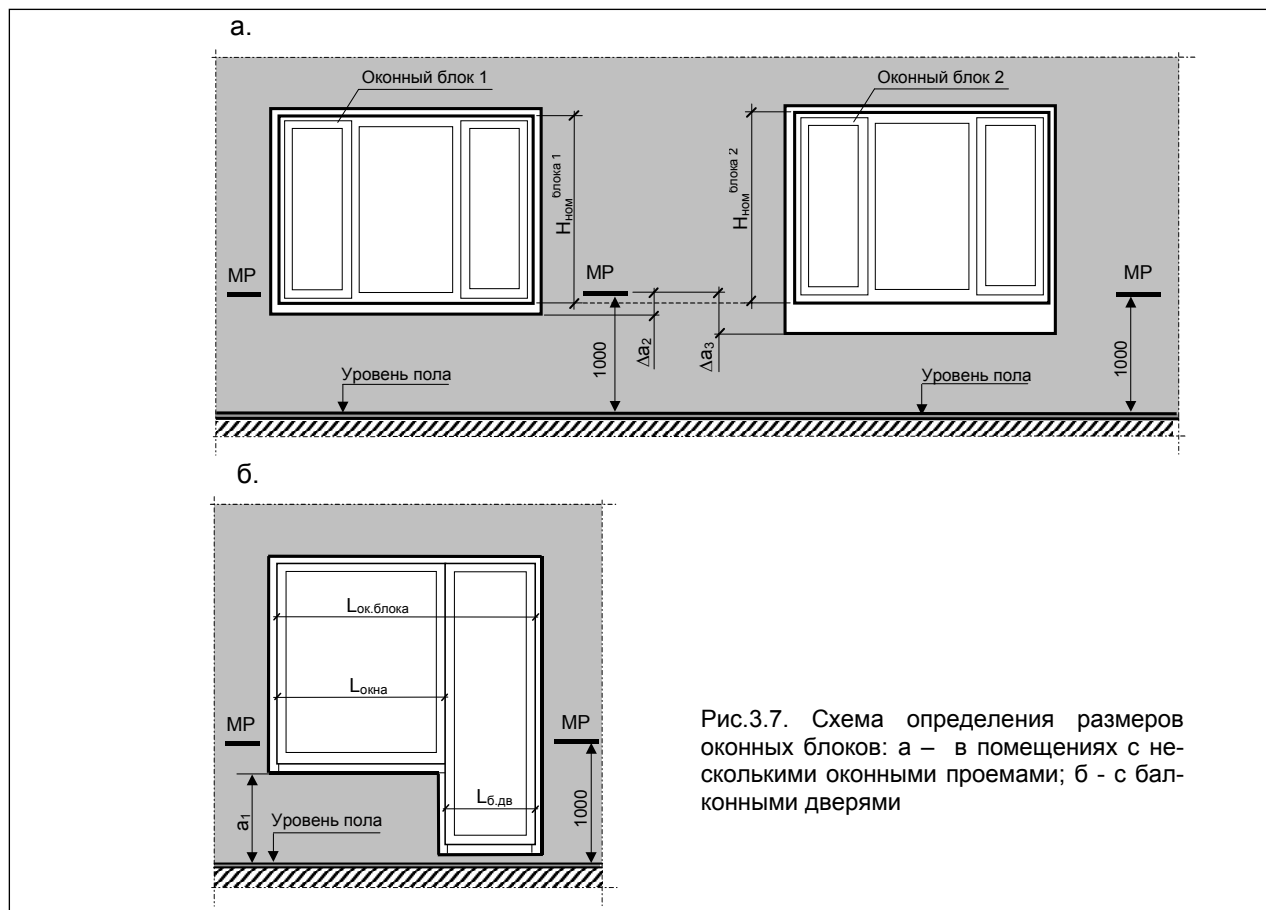 а.
Оконный блок 1
Оконный блок 2
Hном блока 1
Hном блока 2
МР
МР
МР
Δa2
Δa3
1000
1000
Уровень пола
Уровень пола
б.
Lок.блока
Lокна
МР
МР
Lб.дв
a1
1000
Уровень пола
Рис.3.7. Схема определения размеров
оконных блоков: а – в помещениях с не-
сколькими оконными проемами; б - с бал-
конными дверями